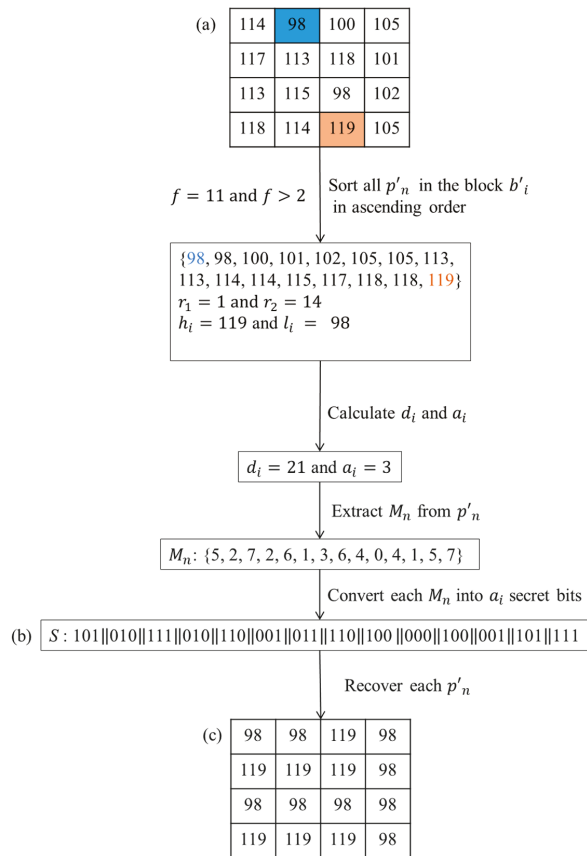 (a)
114 98 100 105
117 113 118 101
113 115 98 102
118 114 119 105
f = 11 and f > 2
Sort all p′ₙ in the block b′ᵢ
in ascending order
{98, 98, 100, 101, 102, 105, 105, 113,
113, 114, 114, 115, 117, 118, 118, 119}
r₁ = 1 and r₂ = 14
hᵢ = 119 and lᵢ = 98
Calculate dᵢ and aᵢ
dᵢ = 21 and aᵢ = 3
Extract Mₙ from p′ₙ
Mₙ: {5, 2, 7, 2, 6, 1, 3, 6, 4, 0, 4, 1, 5, 7}
Convert each Mₙ into aᵢ secret bits
(b) S : 101||010||111||010||110||001||011||110||100||000||100||001||101||111
Recover each p′ₙ
(c)
98 98 119 98
119 119 119 98
98 98 98 98
119 119 119 98